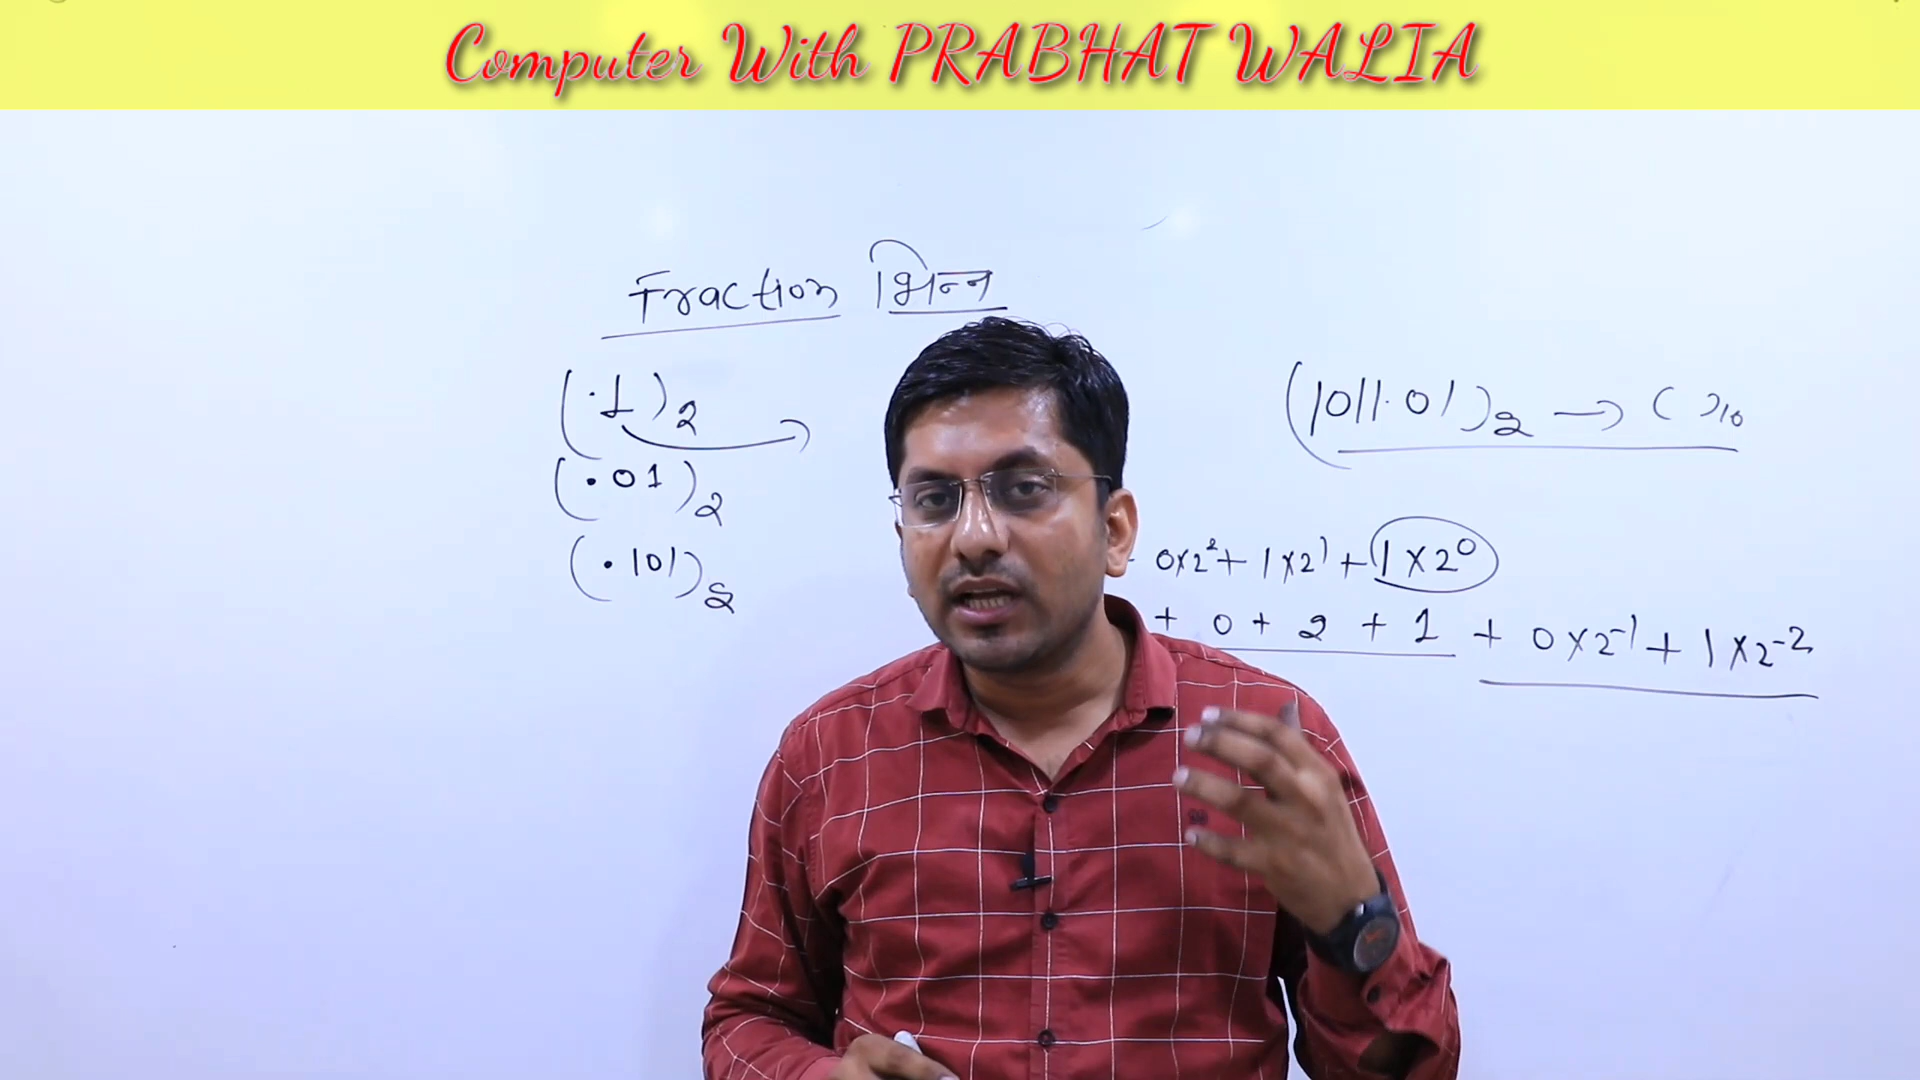 Computer With PRABHAT WALIA
Fraction भिन्न
(.1)₂
(.01)₂
(.101)₂
(1011.01)₂ → ( )₁₀
0×2² + 1×2¹ + 1×2⁰
+ 0 + 2 + 1 + 0×2⁻¹ + 1×2⁻²